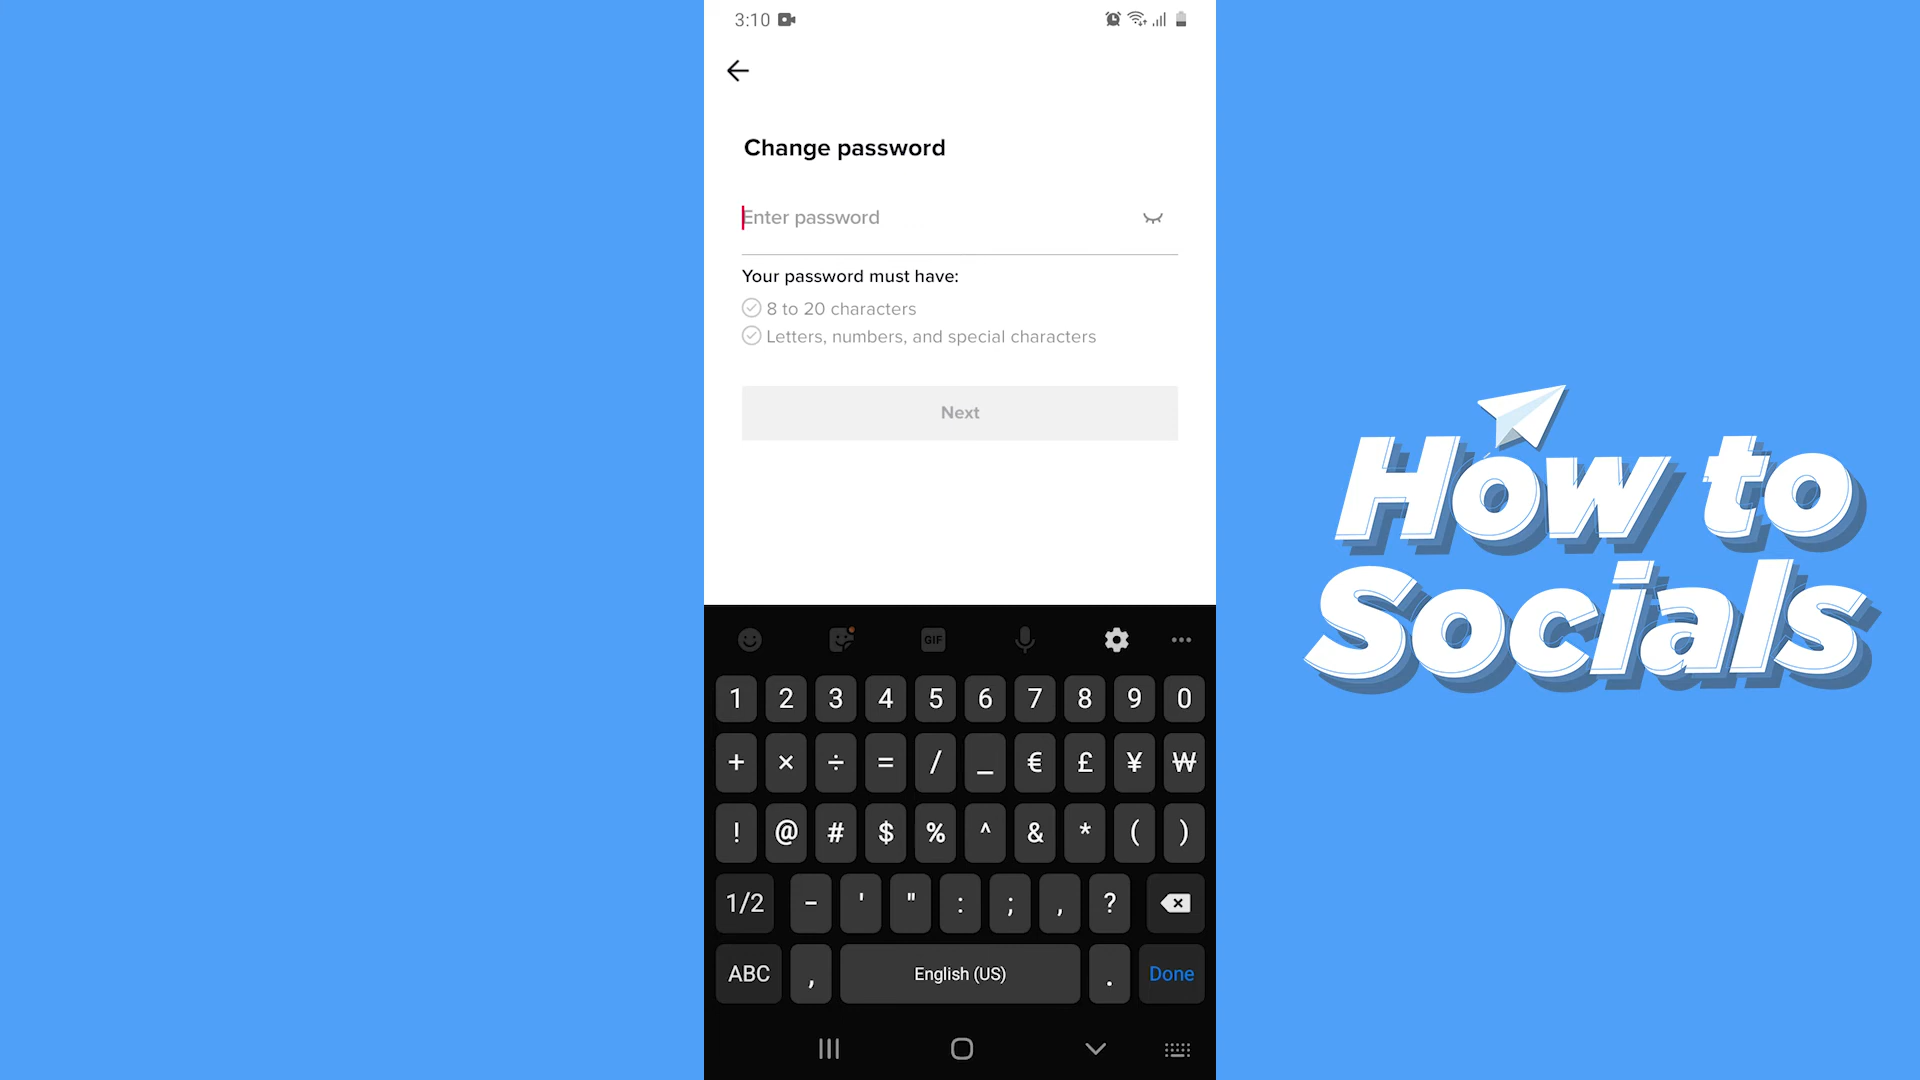 3:10
Change password
Enter password
Your password must have:
8 to 20 characters
Letters, numbers, and special characters
Next
How to
Socials
GIF
1 2 3 4 5 6 7 8 9 0
+ × ÷ = / _ € £ ¥ ₩
! @ # $ % ^ & * ( )
1/2 - ' " : ; , ?
ABC , English (US) . Done